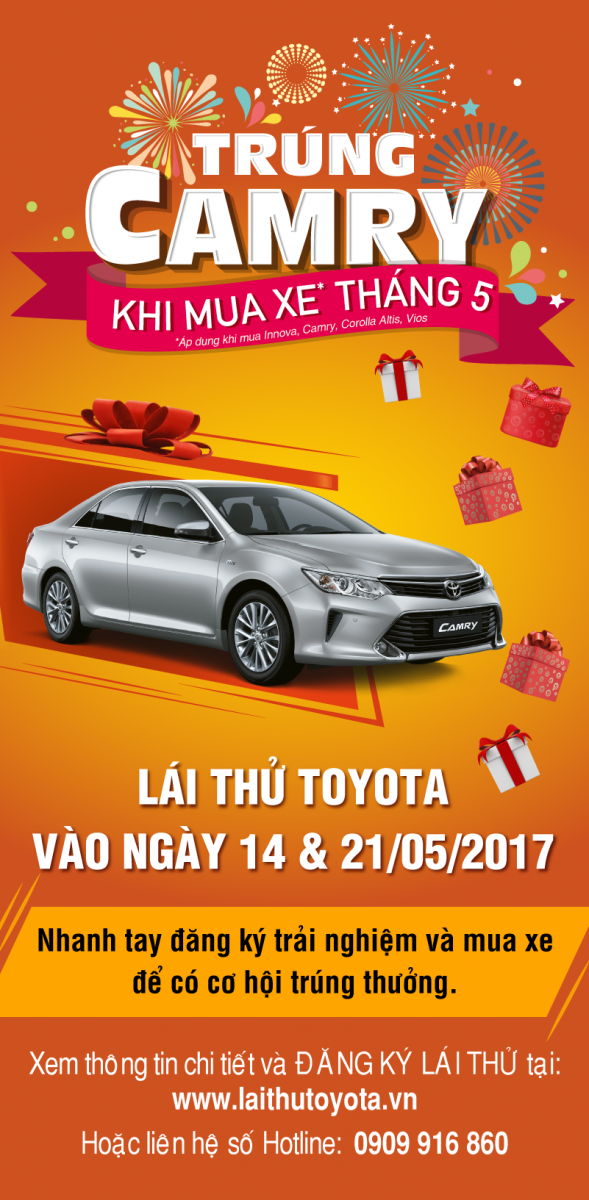 TRÚNG
CAMRY
KHI MUA XE* THÁNG 5
*Áp dụng khi mua Innova, Camry, Corolla Altis, Vios
CAMRY
LÁI THỬ TOYOTA
VÀO NGÀY 14 & 21/05/2017
Nhanh tay đăng ký trải nghiệm và mua xe
để có cơ hội trúng thưởng.
Xem thông tin chi tiết và ĐĂNG KÝ LÁI THỬ tại:
www.laithutoyota.vn
Hoặc liên hệ số Hotline: 0909 916 860